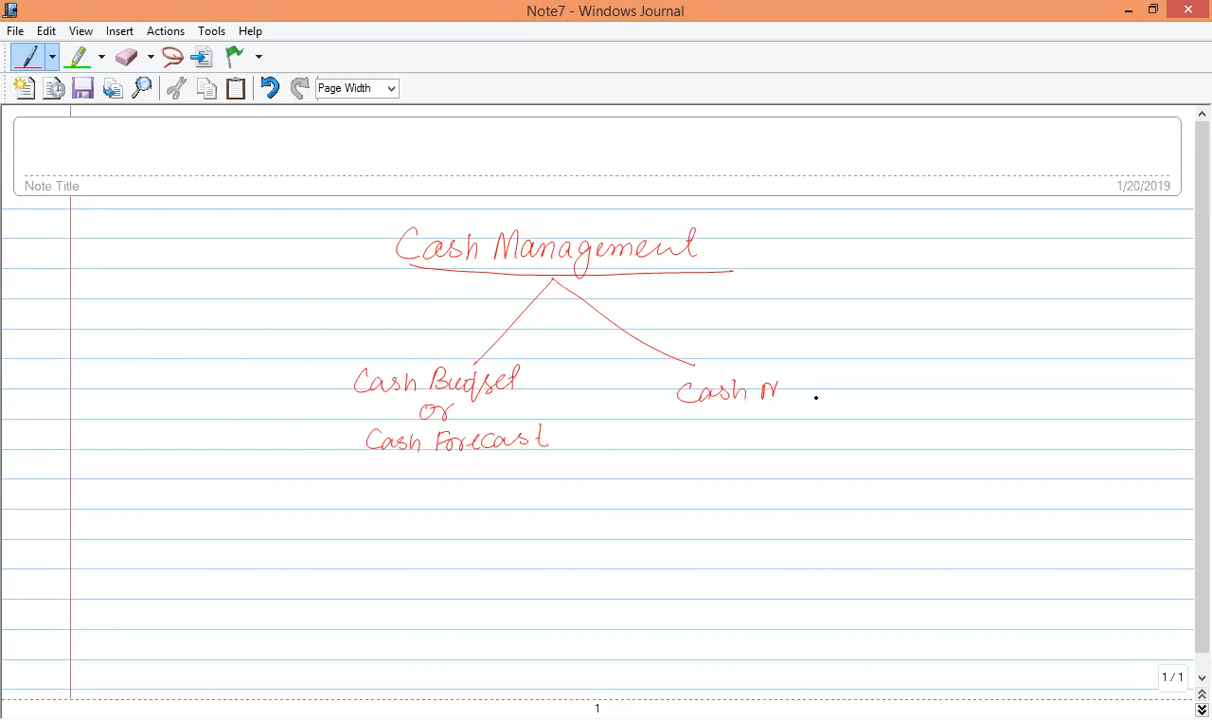 Note7 - Windows Journal
File Edit View Insert Actions Tools Help
Page Width
Note Title
1/20/2019
Cash Management
Cash Budget
or
Cash Forecast
Cash
1 / 1
1